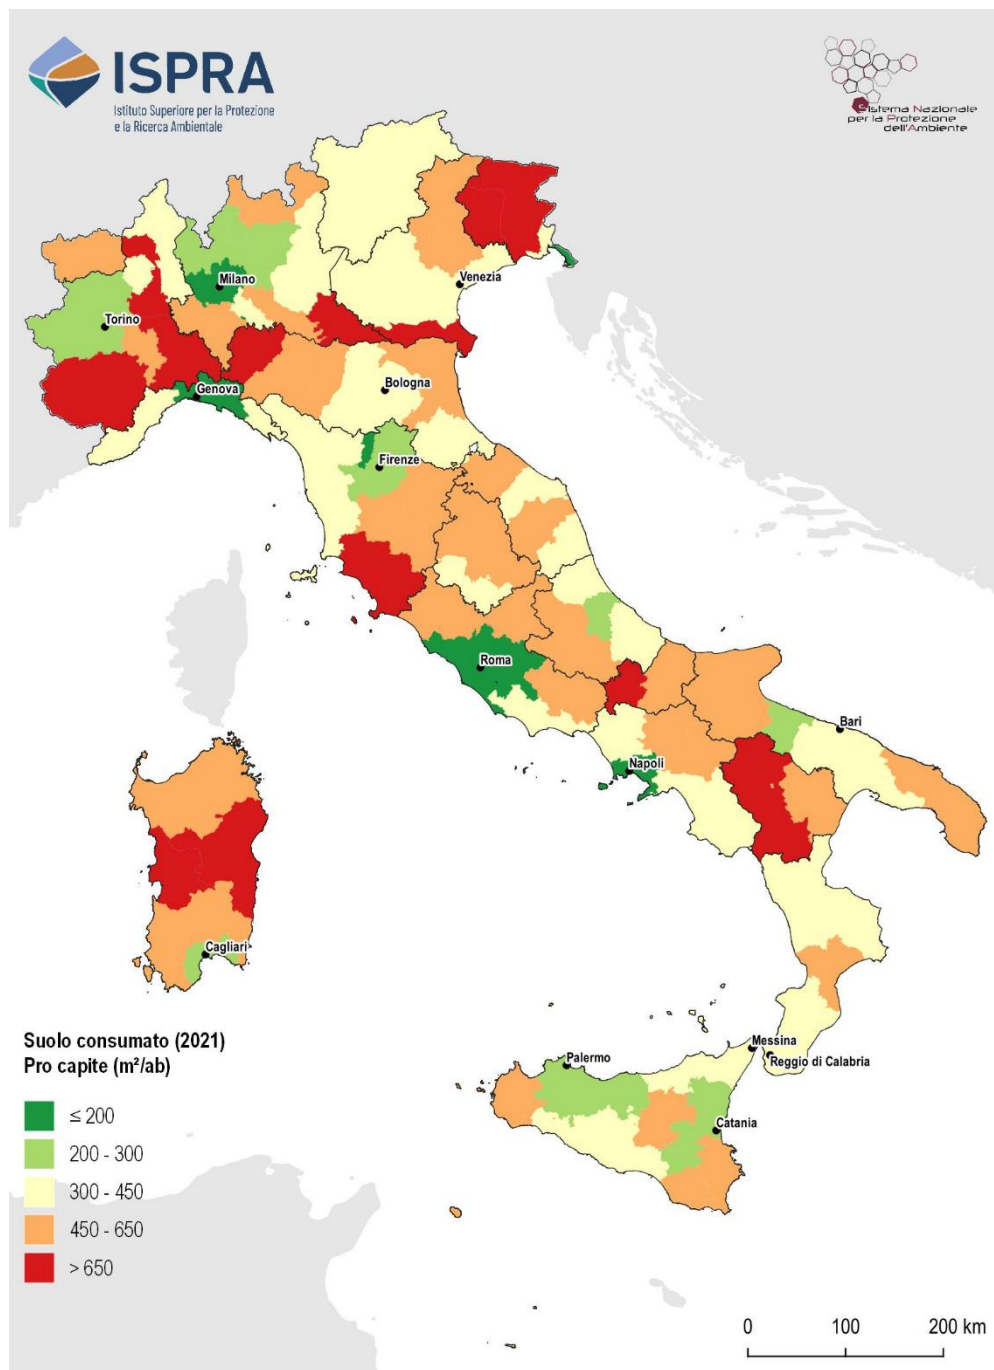 ISPRA
Istituto Superiore per la Protezione
e la Ricerca Ambientale
Sistema Nazionale
per la Protezione
dell'Ambiente
Milano
Venezia
Torino
Genova
Bologna
Firenze
Roma
Bari
Napoli
Cagliari
Messina
Reggio di Calabria
Palermo
Catania
Suolo consumato (2021)
Pro capite (m²/ab)
≤ 200
200 - 300
300 - 450
450 - 650
> 650
0 100 200 km